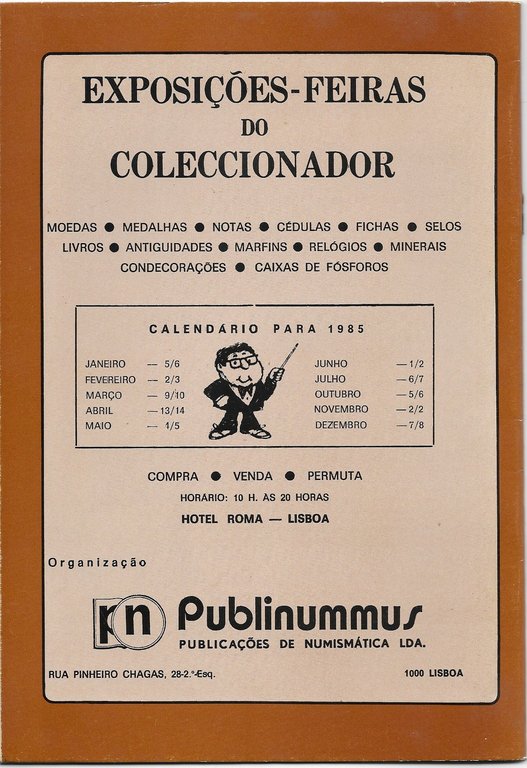 EXPOSIÇÕES-FEIRAS
DO
COLECCIONADOR
MOEDAS ● MEDALHAS ● NOTAS ● CÉDULAS ● FICHAS ● SELOS
LIVROS ● ANTIGUIDADES ● MARFINS ● RELÓGIOS ● MINERAIS
CONDECORAÇÕES ● CAIXAS DE FÓSFOROS
CALENDÁRIO PARA 1985
JANEIRO — 5/6
FEVEREIRO — 2/3
MARÇO — 9/10
ABRIL — 13/14
MAIO — 4/5
JUNHO — 1/2
JULHO — 6/7
OUTUBRO — 5/6
NOVEMBRO — 2/2
DEZEMBRO — 7/8
COMPRA ● VENDA ● PERMUTA
HORÁRIO: 10 H. AS 20 HORAS
HOTEL ROMA — LISBOA
Organização
pn Publinummus
PUBLICAÇÕES DE NUMISMÁTICA LDA.
RUA PINHEIRO CHAGAS, 28-2.º-Esq. 1000 LISBOA